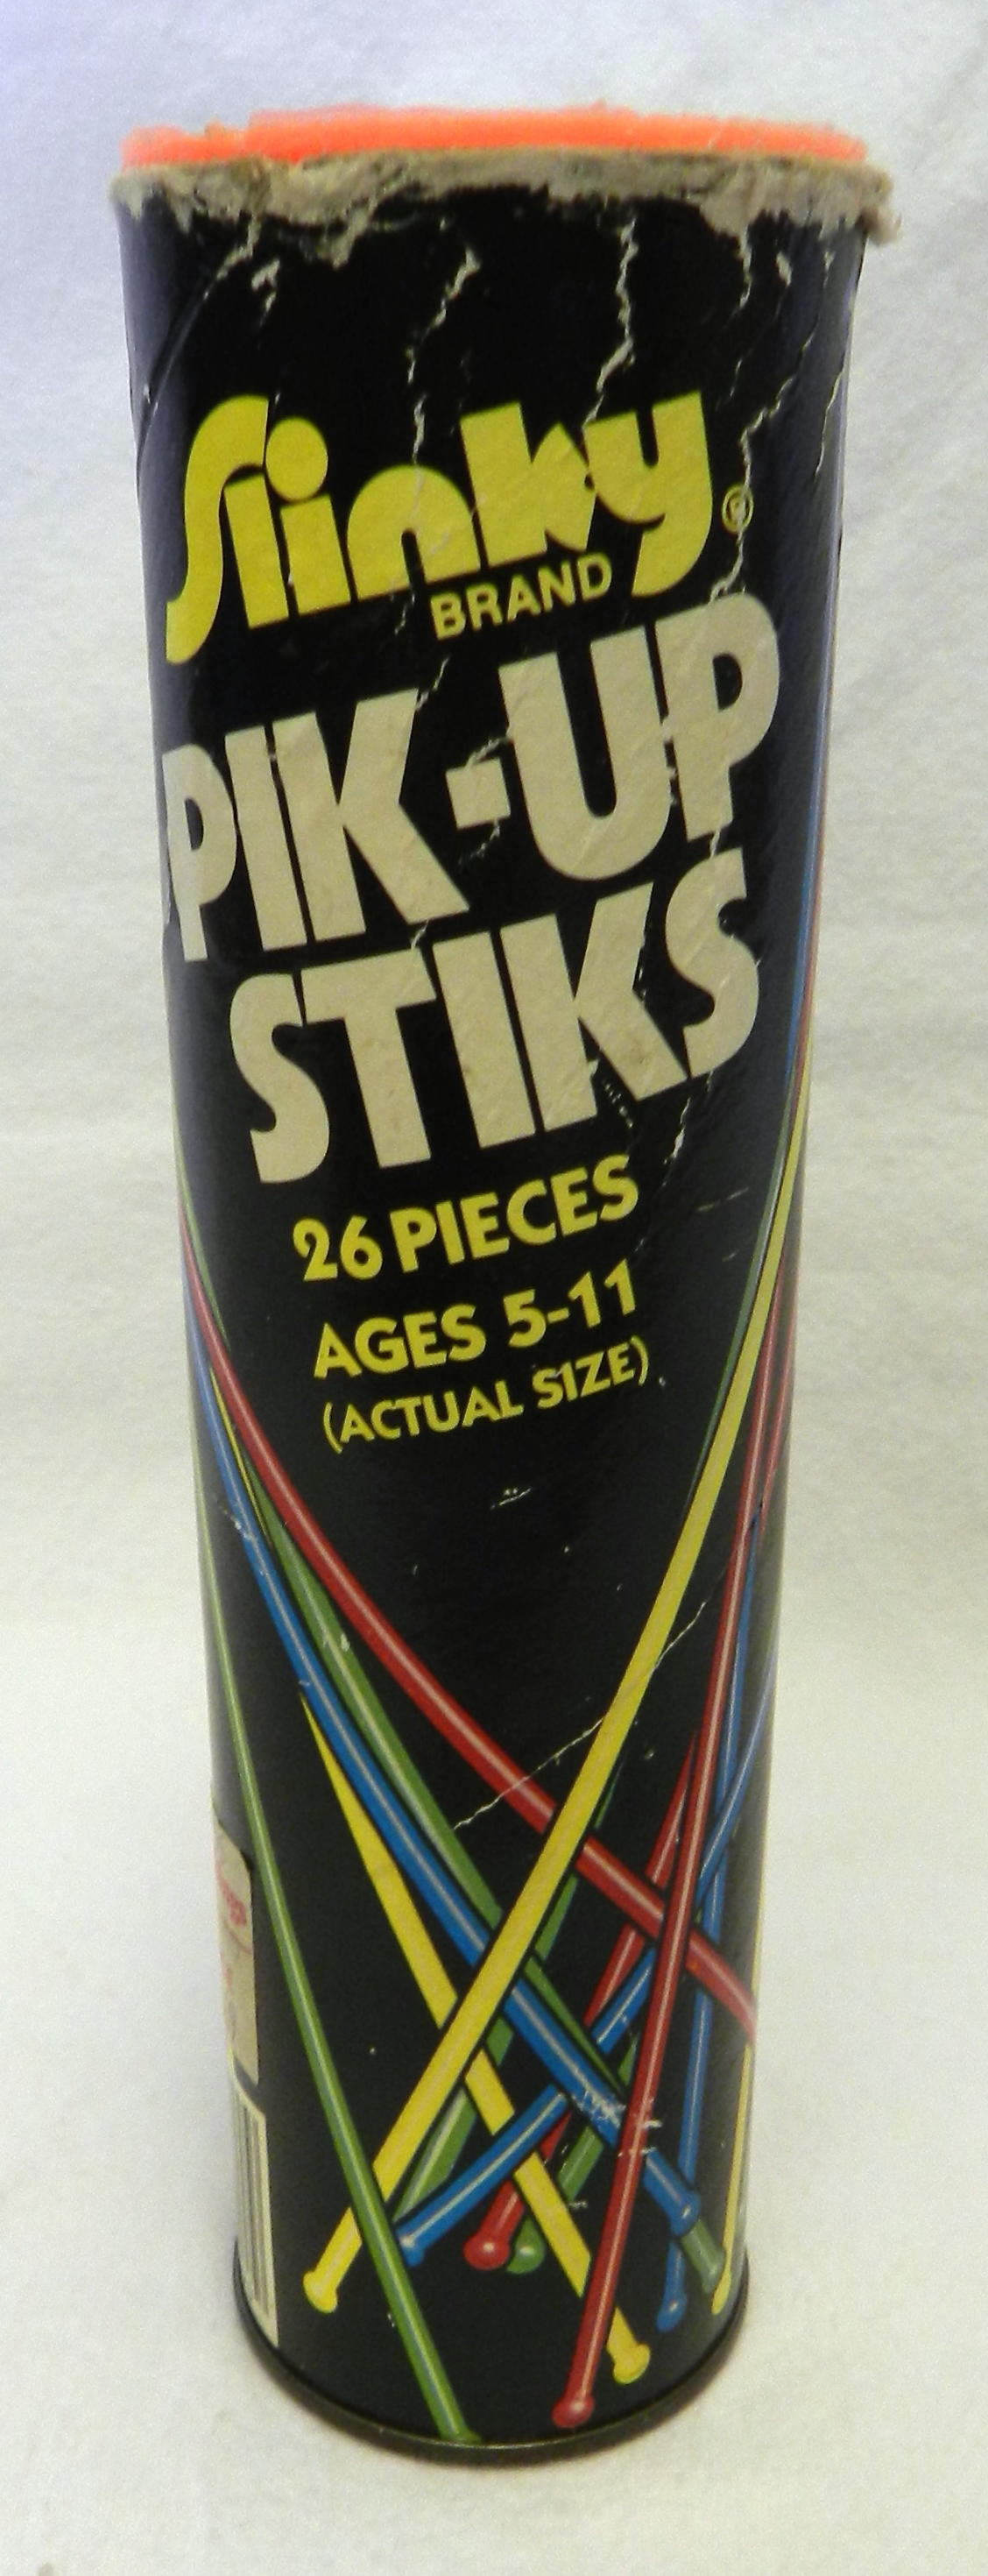 Slinky®
BRAND
PIK-UP
STIKS
26 PIECES
AGES 5-11
(ACTUAL SIZE)